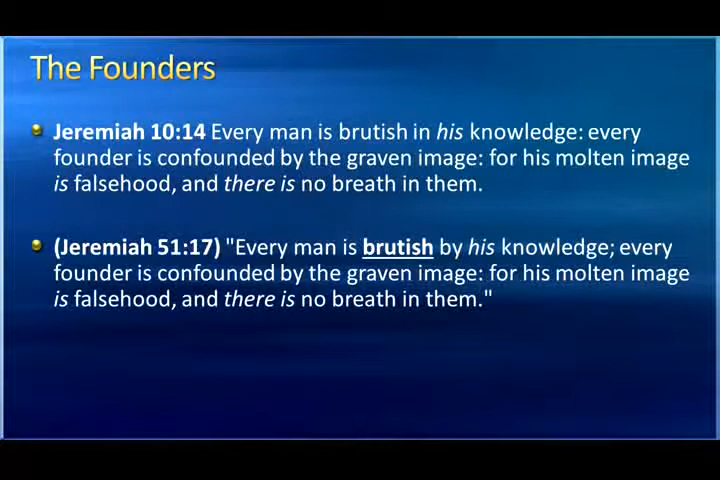 The Founders
Jeremiah 10:14 Every man is brutish in his knowledge: every
founder is confounded by the graven image: for his molten image
is falsehood, and there is no breath in them.
(Jeremiah 51:17) "Every man is brutish by his knowledge; every
founder is confounded by the graven image: for his molten image
is falsehood, and there is no breath in them."